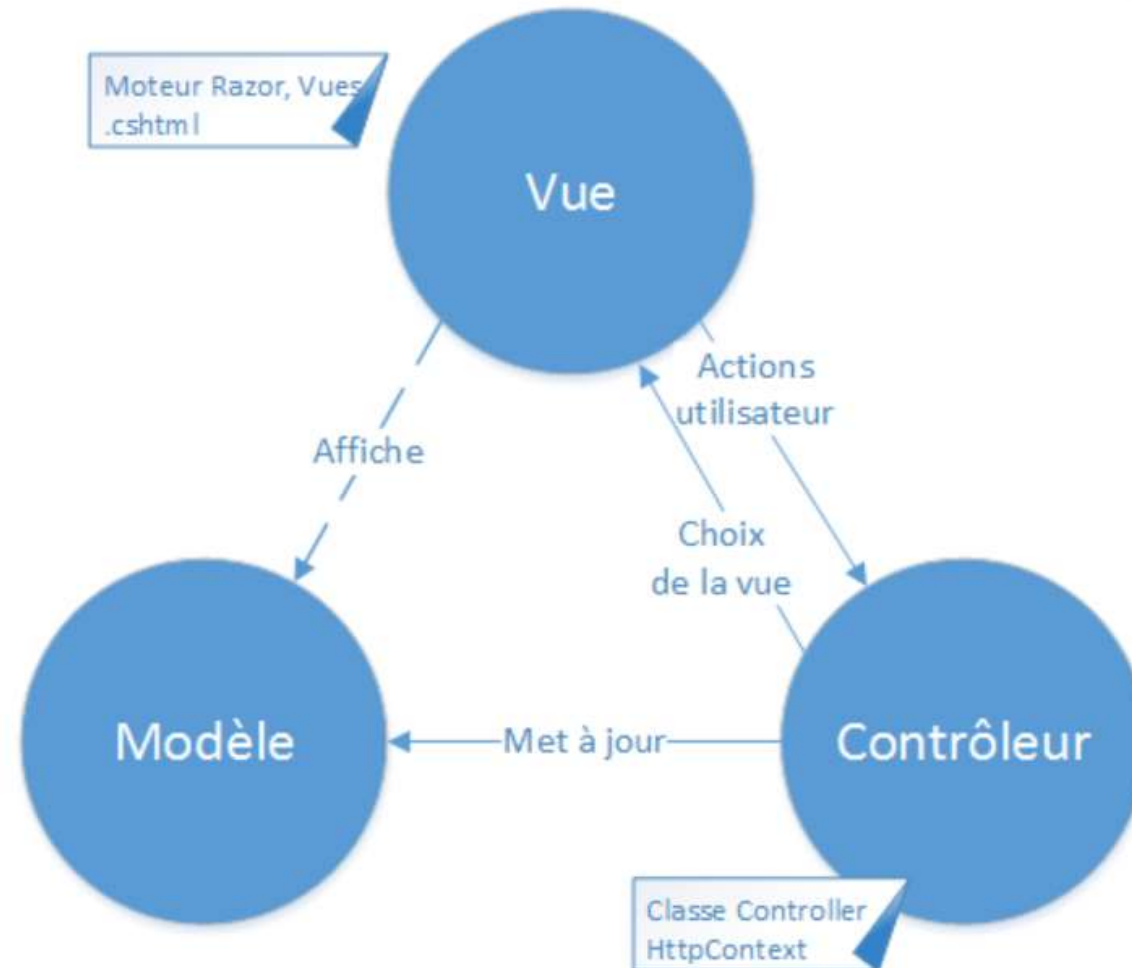 Moteur Razor, Vues
.cshtml
Vue
Actions
utilisateur
Affiche
Choix
de la vue
Modèle
Met à jour
Contrôleur
Classe Controller
HttpContext